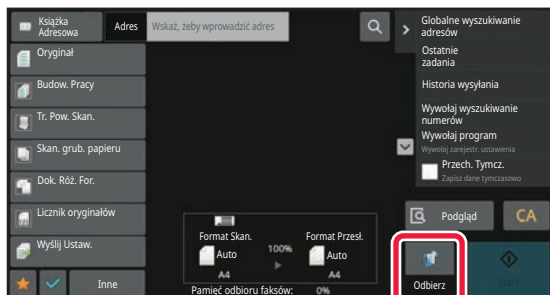 Książka
Adresowa
Adres
Wskaż, żeby wprowadzić adres
Oryginał
Budow. Pracy
Tr. Pow. Skan.
Skan. grub. papieru
Dok. Róż. For.
Licznik oryginałów
Wyślij Ustaw.
Inne
Globalne wyszukiwanie
adresów
Ostatnie
zadania
Historia wysyłania
Wywołaj wyszukiwanie
numerów
Wywołaj program
Wywołaj zarejestr. ustawienia
Przech. Tymcz.
Zapisz dane tymczasowo
Podgląd
CA
Format Skan.
Auto
A4
100%
Format Przesł.
Auto
A4
Pamięć odbioru faksów: 0%
Odbierz
Start